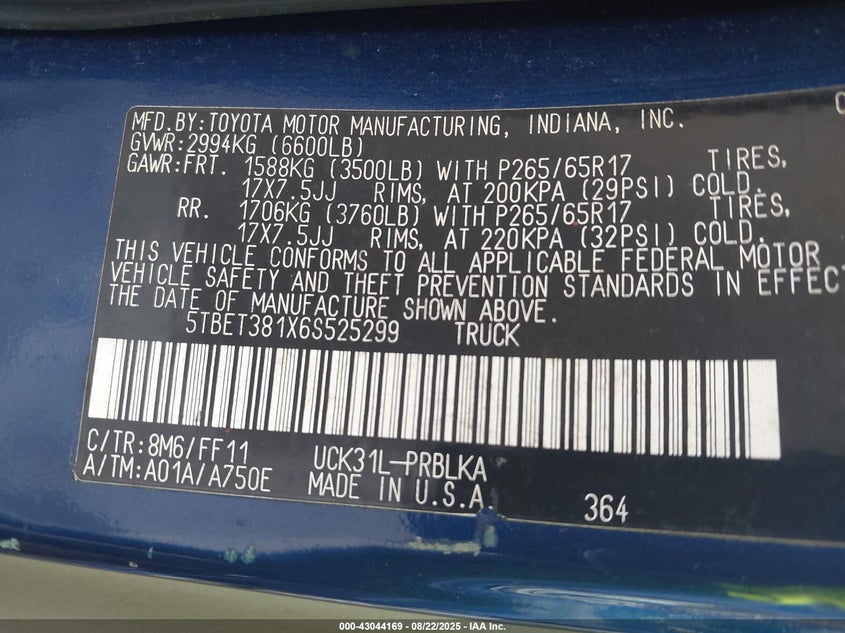 MFD.BY:TOYOTA MOTOR MANUFACTURING, INDIANA, INC.
GVWR:2994KG (6600LB)
GAWR:FRT. 1588KG (3500LB) WITH P265/65R17 TIRES,
17X7.5JJ RIMS, AT 200KPA (29PSI) COLD.
RR. 1706KG (3760LB) WITH P265/65R17 TIRES,
17X7.5JJ RIMS, AT 220KPA (32PSI) COLD.
THIS VEHICLE CONFORMS TO ALL APPLICABLE FEDERAL MOTOR
VEHICLE SAFETY AND THEFT PREVENTION STANDARDS IN EFFECT
THE DATE OF MANUFACTURE SHOWN ABOVE.
5TBET381X6S525299 TRUCK
C/TR:8M6/FF11 UCK31L-PRBLKA
A/TM:A01A/A750E MADE IN U.S.A.
364
000-43044169 - 08/22/2025 - IAA Inc.